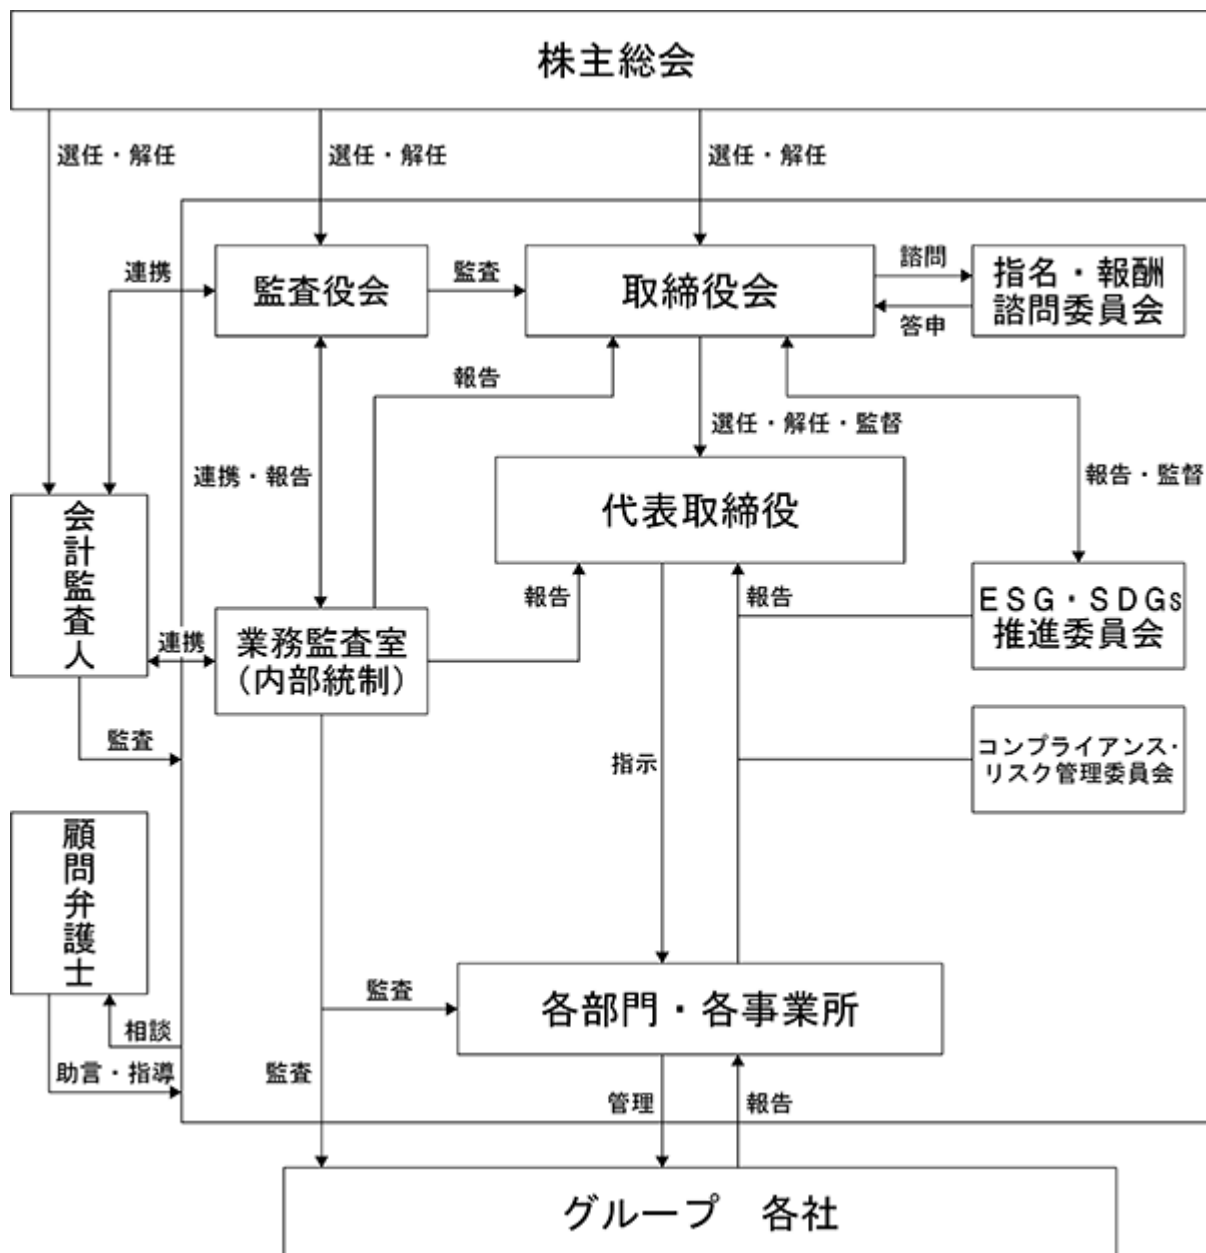 株主総会
選任・解任
選任・解任
選任・解任
連携
監査役会
監査
取締役会
諮問
答申
指名・報酬
諮問委員会
報告
選任・解任・監督
連携・報告
報告・監督
会計監査人
代表取締役
報告
報告
ESG・SDGs
推進委員会
連携
業務監査室
(内部統制)
監査
指示
コンプライアンス・
リスク管理委員会
顧問弁護士
監査
各部門・各事業所
相談
助言・指導
監査
管理
報告
グループ 各社